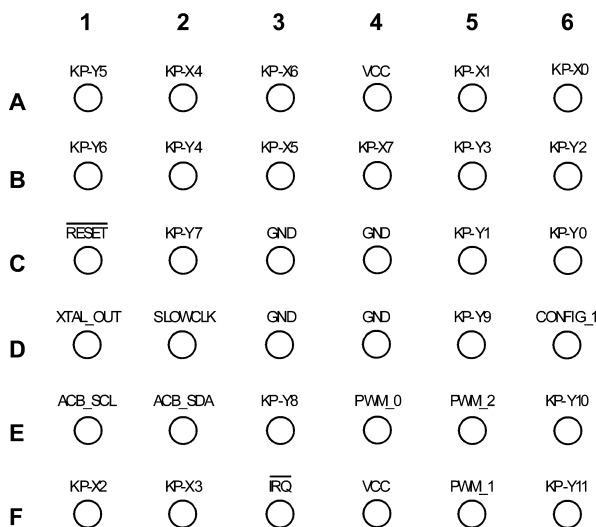 1 2 3 4 5 6
KP-Y5 KP-X4 KP-X6 VCC KP-X1 KP-X0
A
KP-Y6 KP-Y4 KP-X5 KP-X7 KP-Y3 KP-Y2
B
RESET KP-Y7 GND GND KP-Y1 KP-Y0
C
XTAL_OUT SLOWCLK GND GND KP-Y9 CONFIG_1
D
ACB_SCL ACB_SDA KP-Y8 PWM_0 PWM_2 KP-Y10
E
KP-X2 KP-X3 IRQ VCC PWM_1 KP-Y11
F